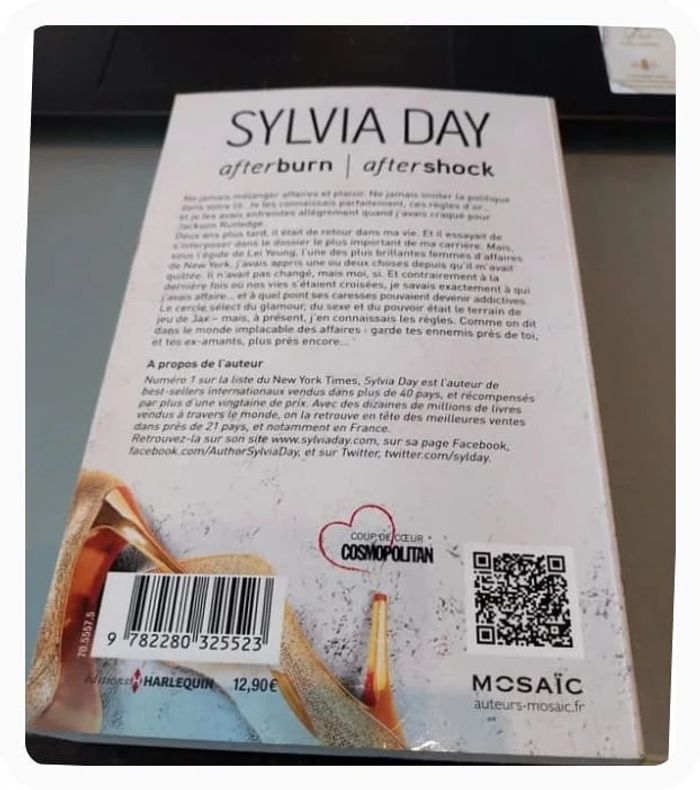 SYLVIA DAY
afterburn | aftershock
Ne jamais mélanger affaires et plaisir. Ne jamais inviter la politique
dans votre lit. Je les connaissais parfaitement, ces règles d'or...
et je les avais enfreintes allègrement quand j'avais craqué pour
Jackson Rutledge.
Deux ans plus tard, il était de retour dans ma vie. Et il essayait de
s'interposer dans le dossier le plus important de ma carrière. Mais,
sous l'égide de Lei Yeung, l'une des plus brillantes femmes d'affaires
de New York, j'avais appris une ou deux choses depuis qu'il m'avait
quittée. Il n'avait pas changé, mais moi, si. Et contrairement à la
dernière fois où nos vies s'étaient croisées, je savais exactement à qui
j'avais affaire... et à quel point ses caresses pouvaient devenir addictives.
Le cercle sélect du glamour, du sexe et du pouvoir était le terrain de
jeu de Jax – mais, à présent, j'en connaissais les règles. Comme on dit
dans le monde implacable des affaires : garde tes ennemis près de toi,
et tes ex-amants, plus près encore...
A propos de l'auteur
Numéro 1 sur la liste du New York Times, Sylvia Day est l'auteur de
best-sellers internationaux vendus dans plus de 40 pays, et récompensés
par plus d'une vingtaine de prix. Avec des dizaines de millions de livres
vendus à travers le monde, on la retrouve en tête des meilleures ventes
dans près de 21 pays, et notamment en France.
Retrouvez-la sur son site www.sylviaday.com, sur sa page Facebook,
facebook.com/AuthorSylviaDay, et sur Twitter, twitter.com/sylday.
COUP DE CŒUR
COSMOPOLITAN
70.5557.5
9 782280 325523
éditions HARLEQUIN 12,90€
MOSAÏC
auteurs-mosaic.fr